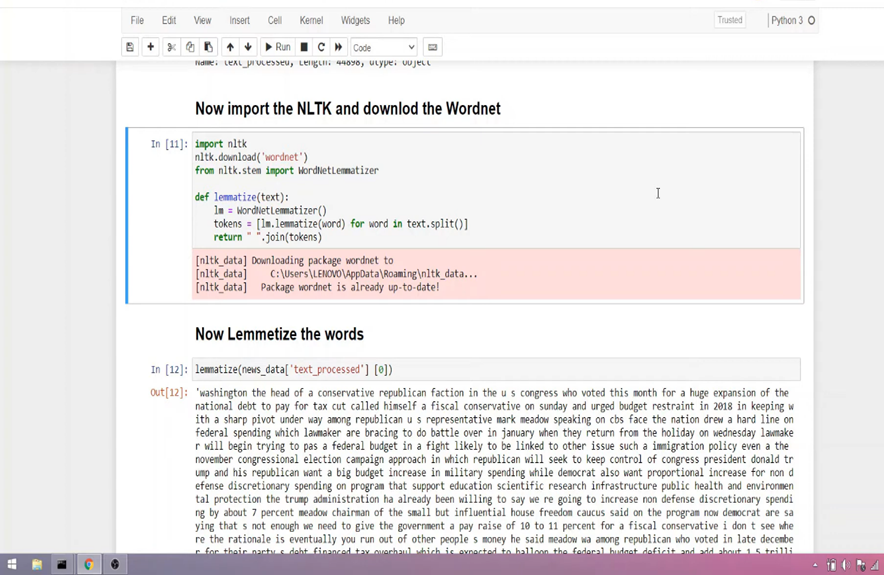 File Edit View Insert Cell Kernel Widgets Help Trusted Python 3
Run Code
Name: text_processed, Length: 44898, dtype: object
Now import the NLTK and downlod the Wordnet
In [11]: import nltk
nltk.download('wordnet')
from nltk.stem import WordNetLemmatizer
def lemmatize(text):
lm = WordNetLemmatizer()
tokens = [lm.lemmatize(word) for word in text.split()]
return " ".join(tokens)
[nltk_data] Downloading package wordnet to
[nltk_data] C:\Users\LENOVO\AppData\Roaming\nltk_data...
[nltk_data] Package wordnet is already up-to-date!
Now Lemmetize the words
In [12]: lemmatize(news_data['text_processed'] [0])
Out[12]: 'washington the head of a conservative republican faction in the u s congress who voted this month for a huge expansion of the
national debt to pay for tax cut called himself a fiscal conservative on sunday and urged budget restraint in 2018 in keeping w
ith a sharp pivot under way among republican u s representative mark meadow speaking on cbs face the nation drew a hard line on
federal spending which lawmaker are bracing to do battle over in january when they return from the holiday on wednesday lawmake
r will begin trying to pas a federal budget in a fight likely to be linked to other issue such a immigration policy even a the
november congressional election campaign approach in which republican will seek to keep control of congress president donald tr
ump and his republican want a big budget increase in military spending while democrat also want proportional increase for non d
efense discretionary spending on program that support education scientific research infrastructure public health and environmen
tal protection the trump administration ha already been willing to say we re going to increase non defense discretionary spendi
ng by about 7 percent meadow chairman of the small but influential house freedom caucus said on the program now democrat are sa
ying that s not enough we need to give the government a pay raise of 10 to 11 percent for a fiscal conservative i don t see whe
re the rationale is eventually you run out of other people s money he said meadow wa among republican who voted in late decembe
r for their party s debt financed tax overhaul which is expected to balloon the federal budget deficit and add about 1 5 trilli